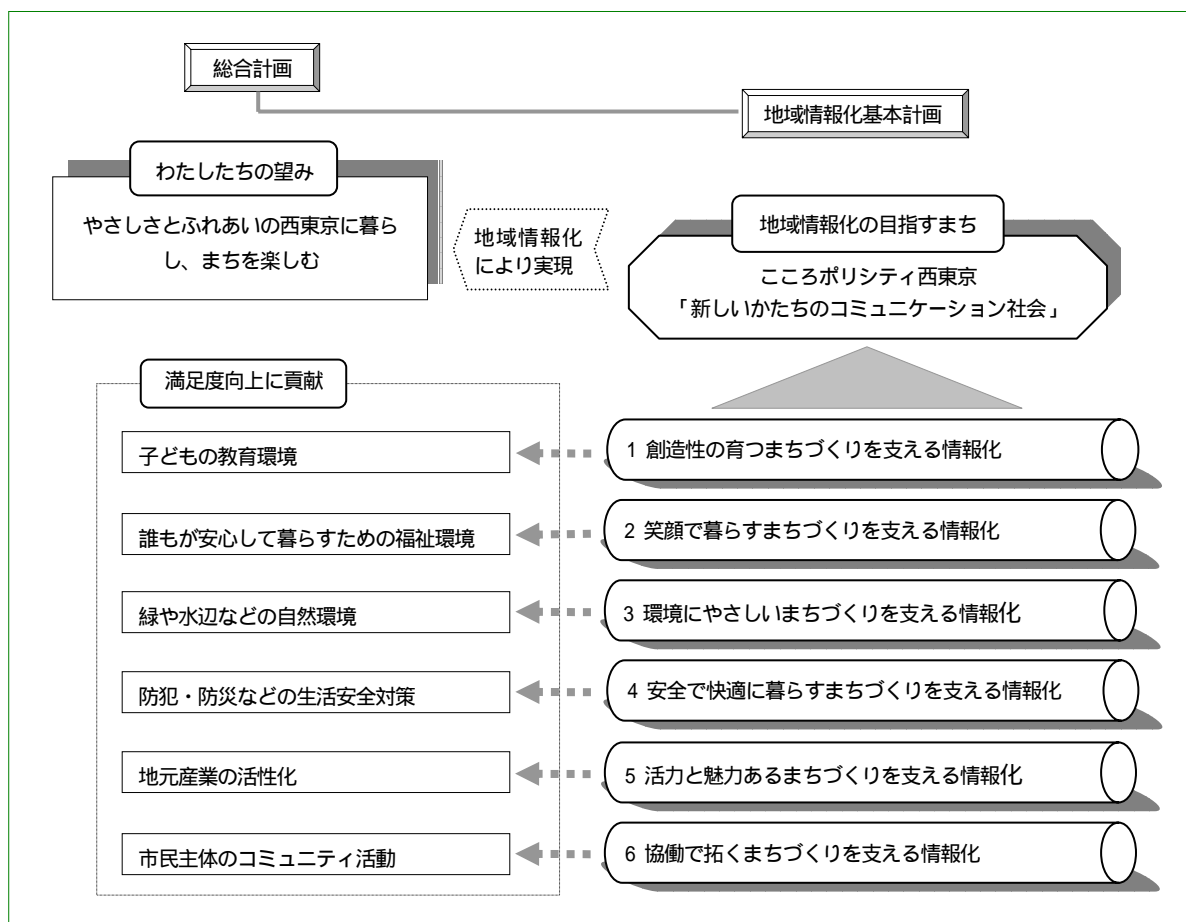 総合計画
地域情報化基本計画
わたしたちの望み
やさしさとふれあいの西東京に暮ら
し、まちを楽しむ
地域情報化
により実現
地域情報化の目指すまち
こころポリシティ西東京
「新しいかたちのコミュニケーション社会」
満足度向上に貢献
子どもの教育環境
1 創造性の育つまちづくりを支える情報化
誰もが安心して暮らすための福祉環境
2 笑顔で暮らすまちづくりを支える情報化
緑や水辺などの自然環境
3 環境にやさしいまちづくりを支える情報化
防犯・防災などの生活安全対策
4 安全で快適に暮らすまちづくりを支える情報化
地元産業の活性化
5 活力と魅力あるまちづくりを支える情報化
市民主体のコミュニティ活動
6 協働で拓くまちづくりを支える情報化